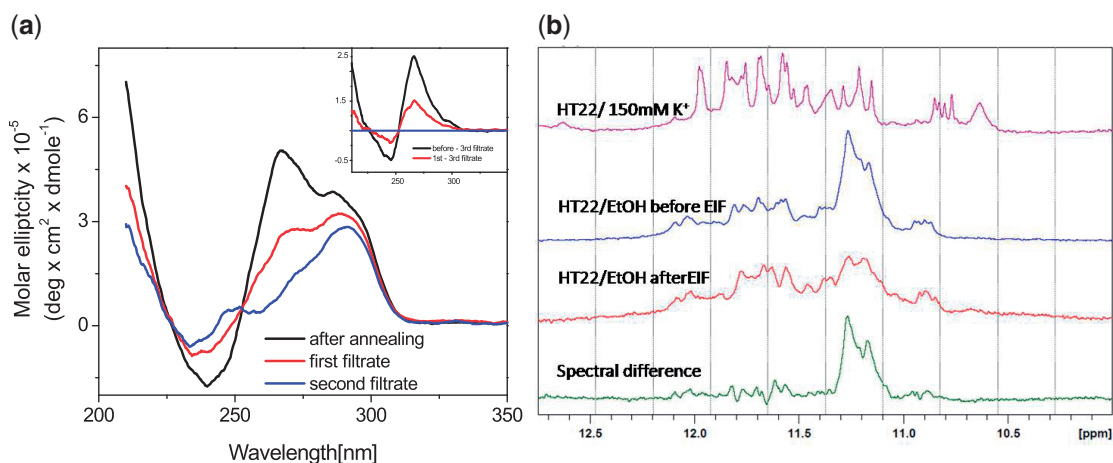 (a)
(b)
Molar elliptcity x 10-5
(deg x cm2 x dmole-1)
6
3
0
200
250
300
350
Wavelength[nm]
after annealing
first filtrate
second filtrate
2.5
1.5
-0.5
250
300
before - 3rd filtrate
1st - 3rd filtrate
HT22/ 150mM K+
HT22/EtOH before EIF
HT22/EtOH afterEIF
Spectral difference
12.5
12.0
11.5
11.0
10.5
[ppm]